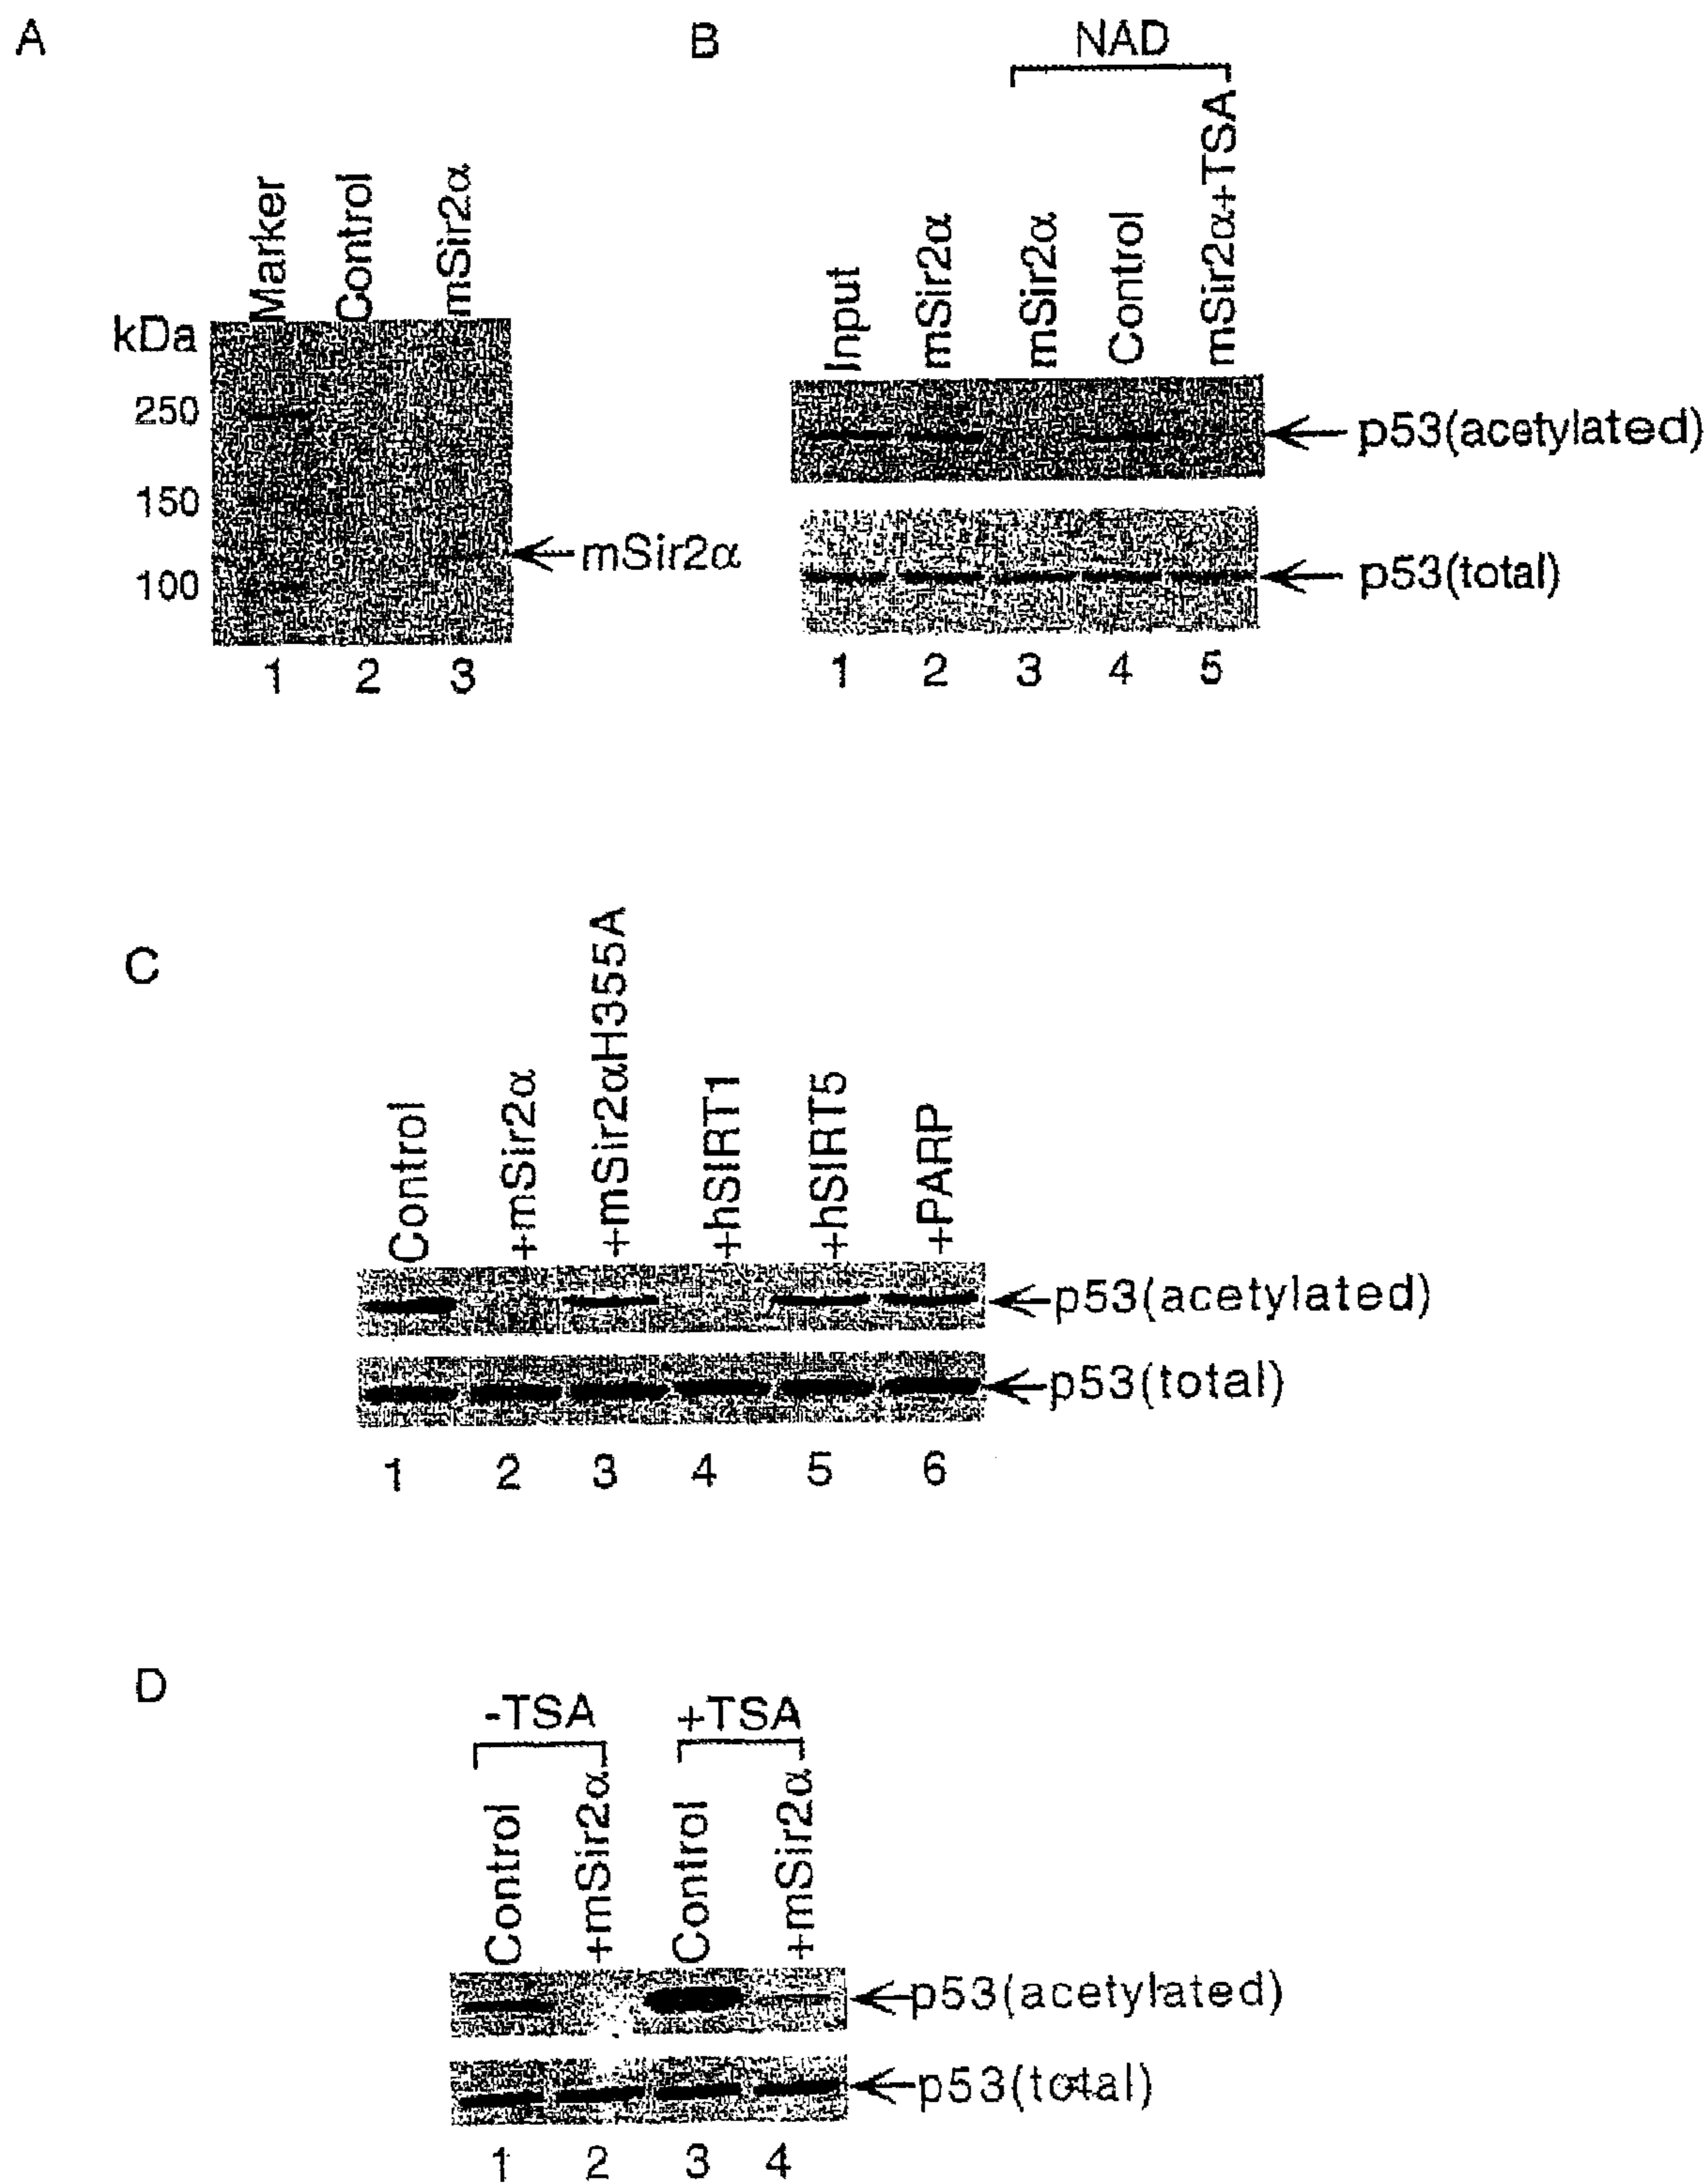 A
Marker
Control
mSir2α
kDa
250
150
100
mSir2α
1 2 3
B
NAD
Input
mSir2α
mSir2α
Control
mSir2α+TSA
p53(acetylated)
p53(total)
1 2 3 4 5
C
Control
+mSir2α
+mSir2αH355A
+hSIRT1
+hSIRT5
+PARP
p53(acetylated)
p53(total)
1 2 3 4 5 6
D
-TSA
+TSA
Control
+mSir2α
Control
+mSir2α
p53(acetylated)
p53(total)
1 2 3 4